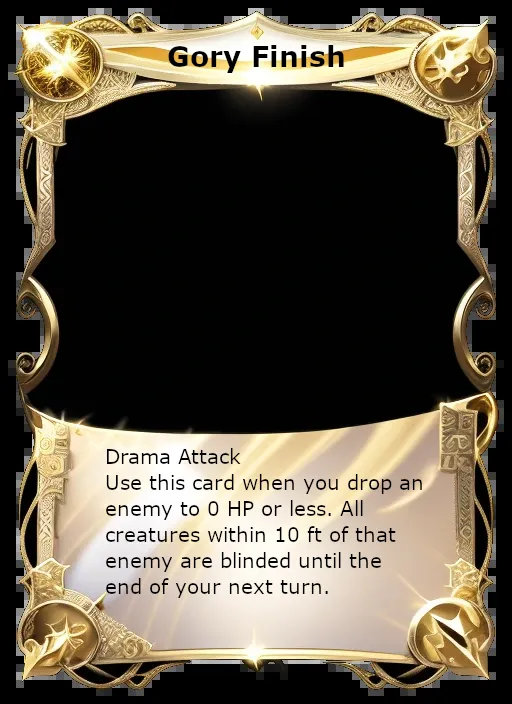 Gory Finish
Drama Attack
Use this card when you drop an
enemy to 0 HP or less. All
creatures within 10 ft of that
enemy are blinded until the
end of your next turn.